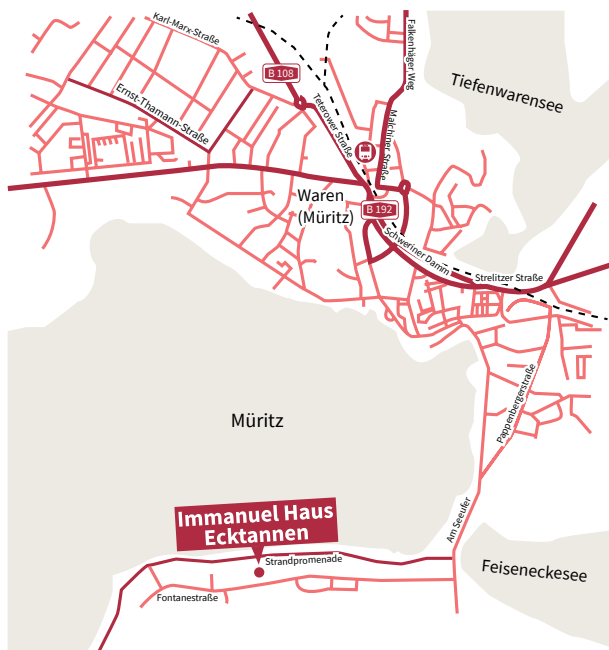 Karl-Marx-Straße
B 108
Falkenhäger Weg
Tiefenwarensee
Ernst-Thamann-Straße
Teterower Straße
Malchiner Straße
Waren
(Müritz)
B 192
Schweriner Damm
Strelitzer Straße
Pappenbergerstraße
Müritz
Am Seeufer
Immanuel Haus
Ecktannen
Strandpromenade
Feiseneckesee
Fontanestraße